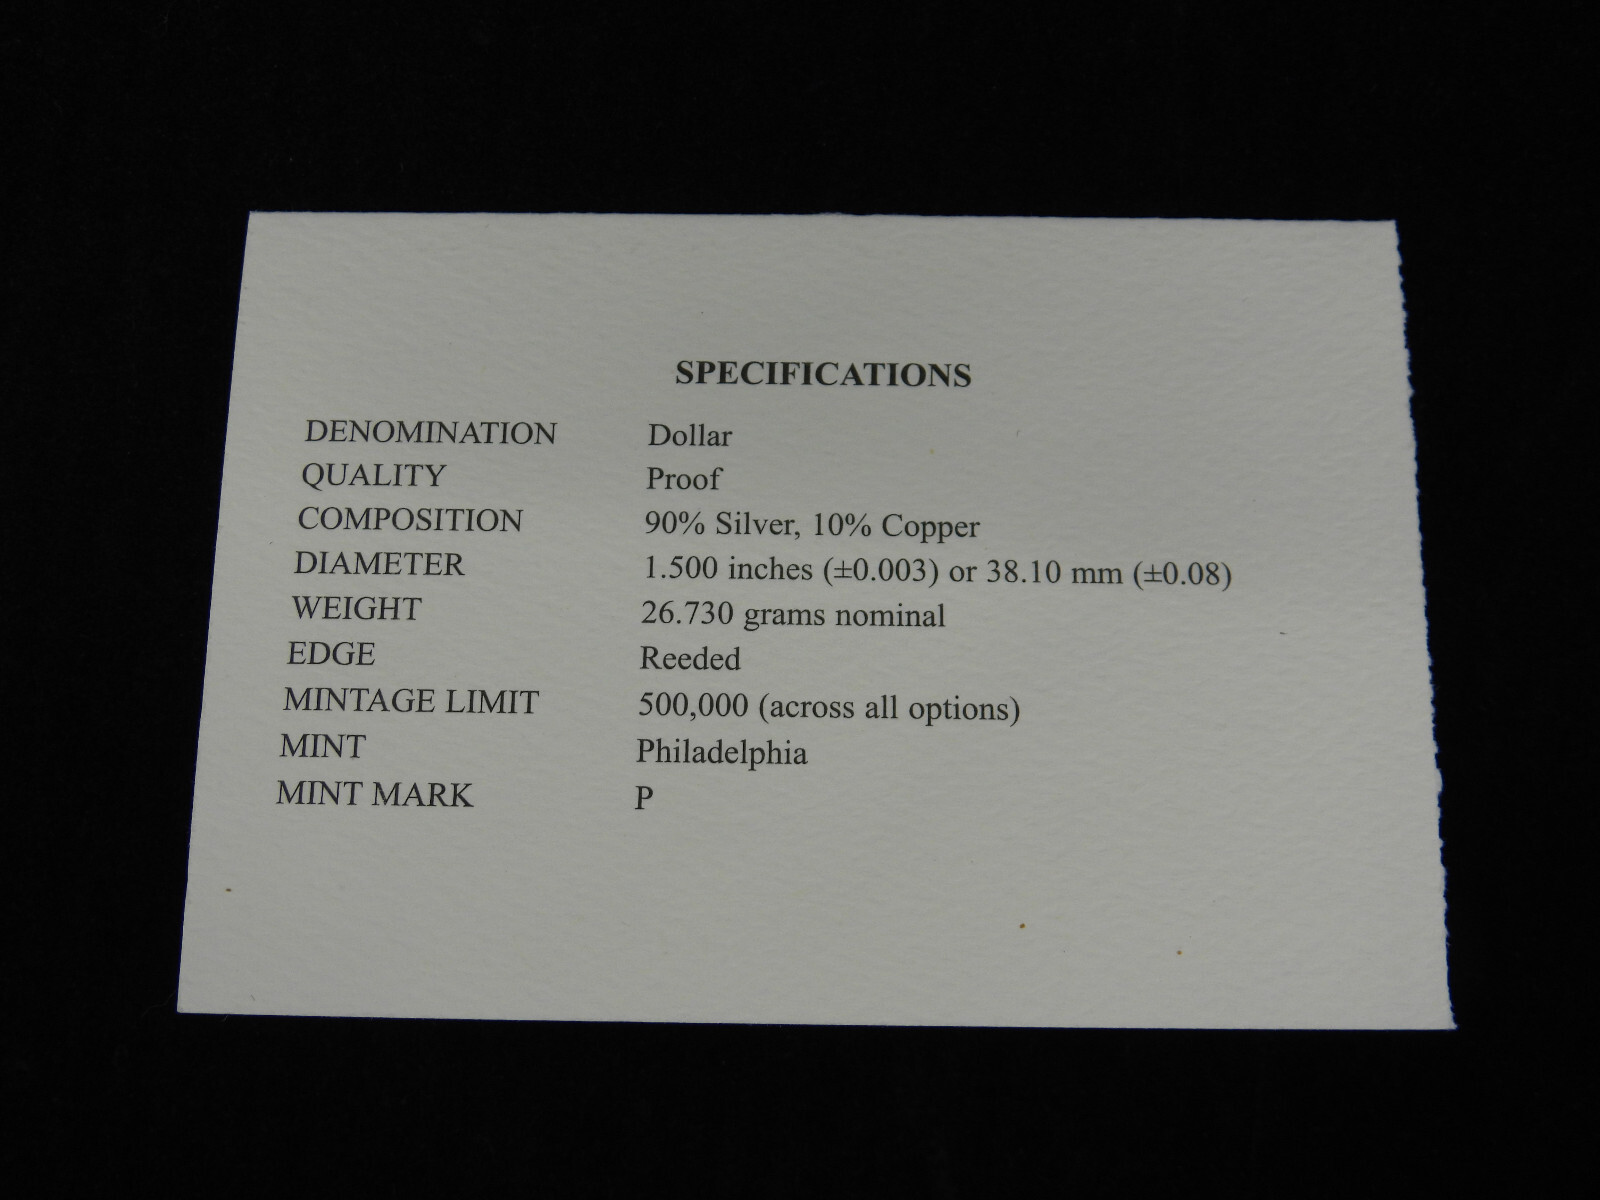 SPECIFICATIONS
DENOMINATION Dollar
QUALITY Proof
COMPOSITION 90% Silver, 10% Copper
DIAMETER 1.500 inches (±0.003) or 38.10 mm (±0.08)
WEIGHT 26.730 grams nominal
EDGE Reeded
MINTAGE LIMIT 500,000 (across all options)
MINT Philadelphia
MINT MARK P